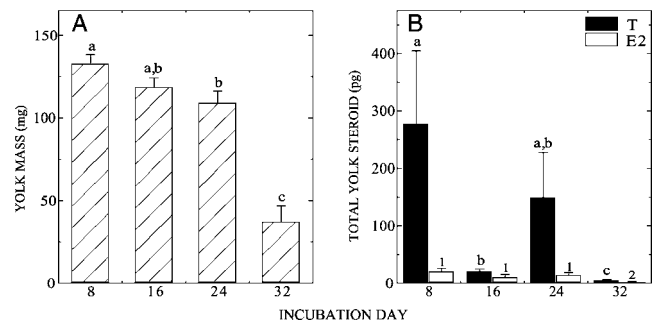 A
YOLK MASS (mg)
150
100
50
0
a
a,b
b
c
8 16 24 32
B
T
E2
TOTAL YOLK STEROID (pg)
400
300
200
100
0
a
1
b
1
a,b
1
c
2
8 16 24 32
INCUBATION DAY